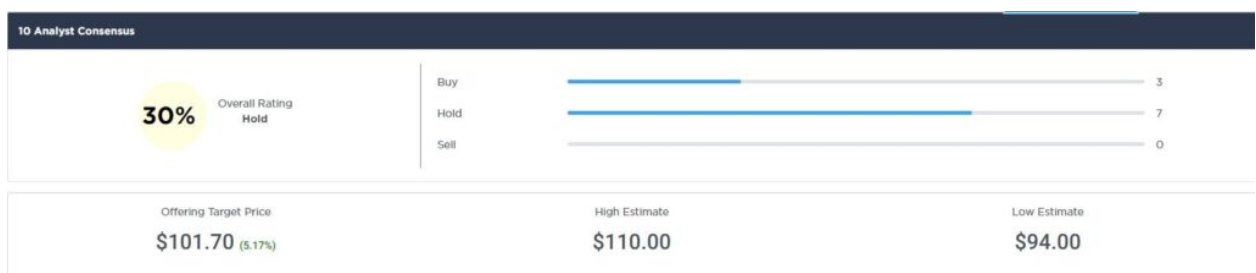 10 Analyst Consensus
30%
Overall Rating
Hold
Buy 3
Hold 7
Sell 0
Offering Target Price
$101.70 (5.17%)
High Estimate
$110.00
Low Estimate
$94.00